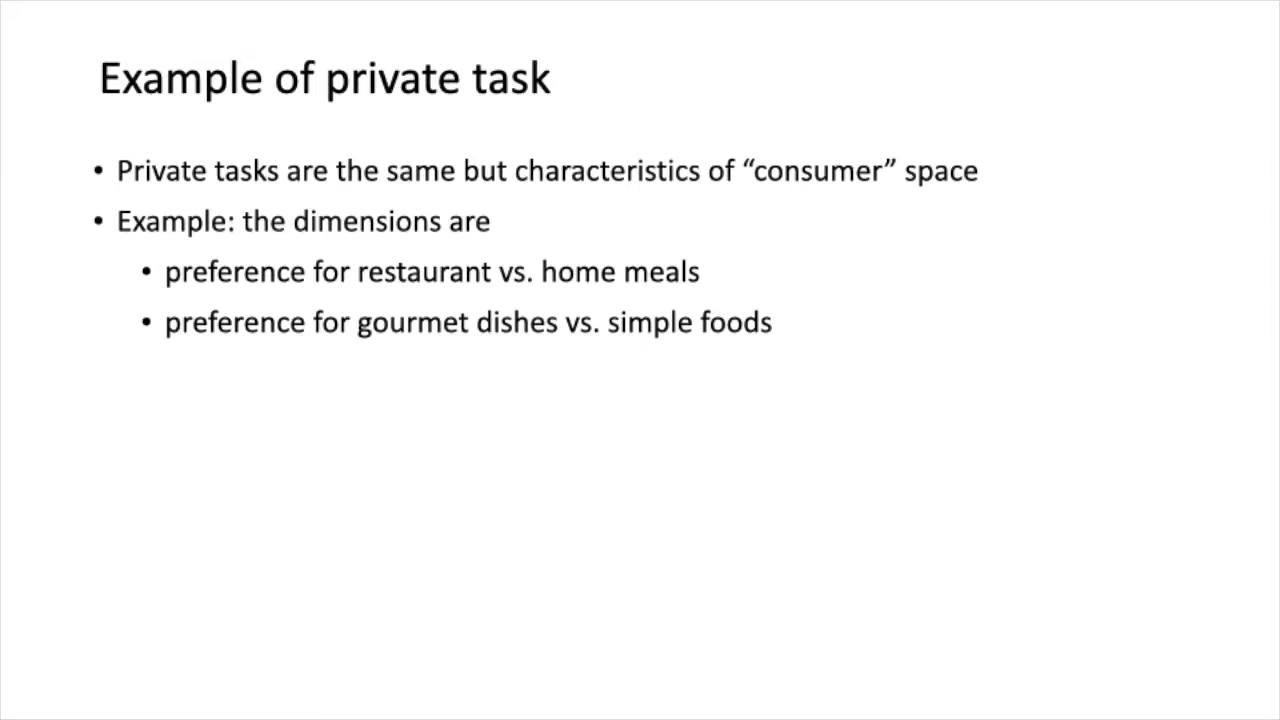 Example of private task
• Private tasks are the same but characteristics of “consumer” space
• Example: the dimensions are
• preference for restaurant vs. home meals
• preference for gourmet dishes vs. simple foods